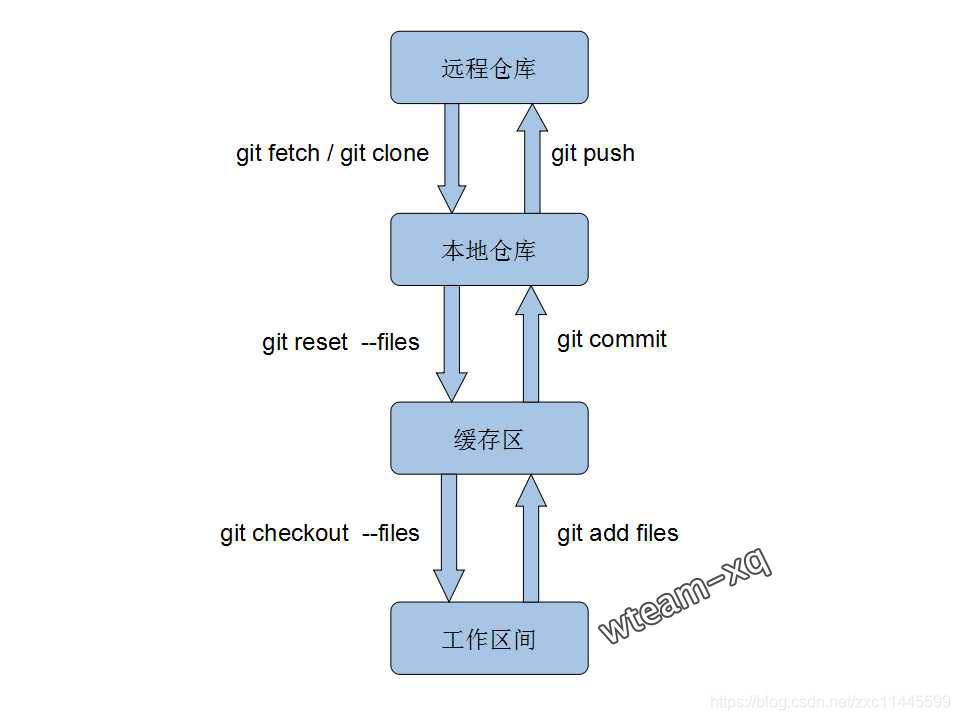 远程仓库
git fetch / git clone
git push
本地仓库
git reset  --files
git commit
缓存区
git checkout  --files
git add files
工作区间
wteam-xq
https://blog.csdn.net/zxc11445599